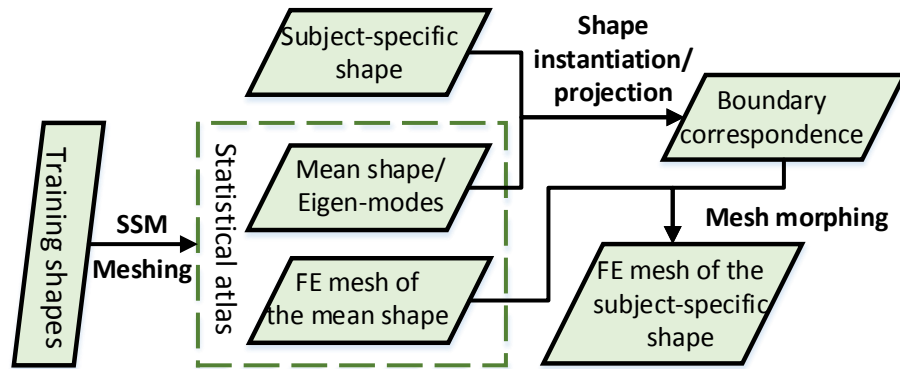 Training shapes
SSM
Meshing
Statistical atlas
Subject-specific
shape
Mean shape/
Eigen-modes
FE mesh of
the mean shape
Shape
instantiation/
projection
Boundary
correspondence
Mesh morphing
FE mesh of the
subject-specific
shape